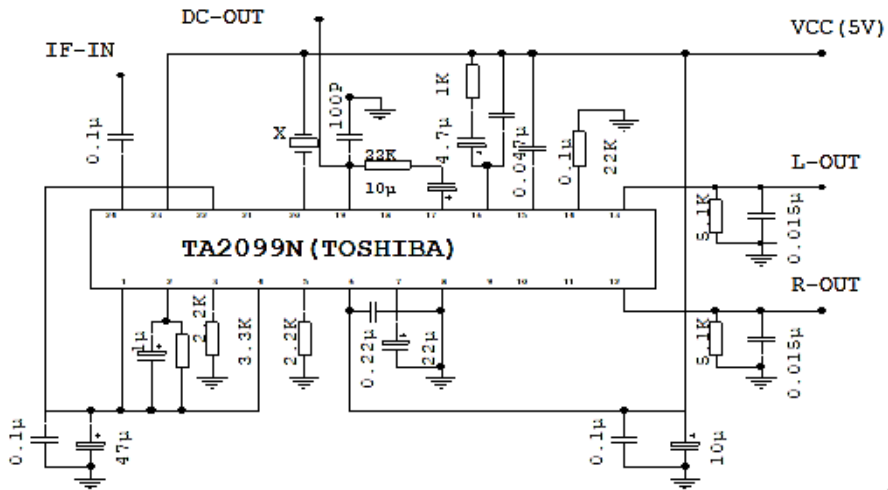 DC-OUT
VCC(5V)
IF-IN
0.1µ
X
100P
33K
10µ
1K
4.7µ
0.047µ
0.1µ
22K
L-OUT
5.1K
0.015µ
24 23 22 21 20 19 18 17 16 15 14 13
TA2099N(TOSHIBA)
1 2 3 4 5 6 7 8 9 10 11 12
R-OUT
1µ
2.2K
3.3K
2.2K
0.22µ
22µ
5.1K
0.015µ
0.1µ
47µ
0.1µ
10µ